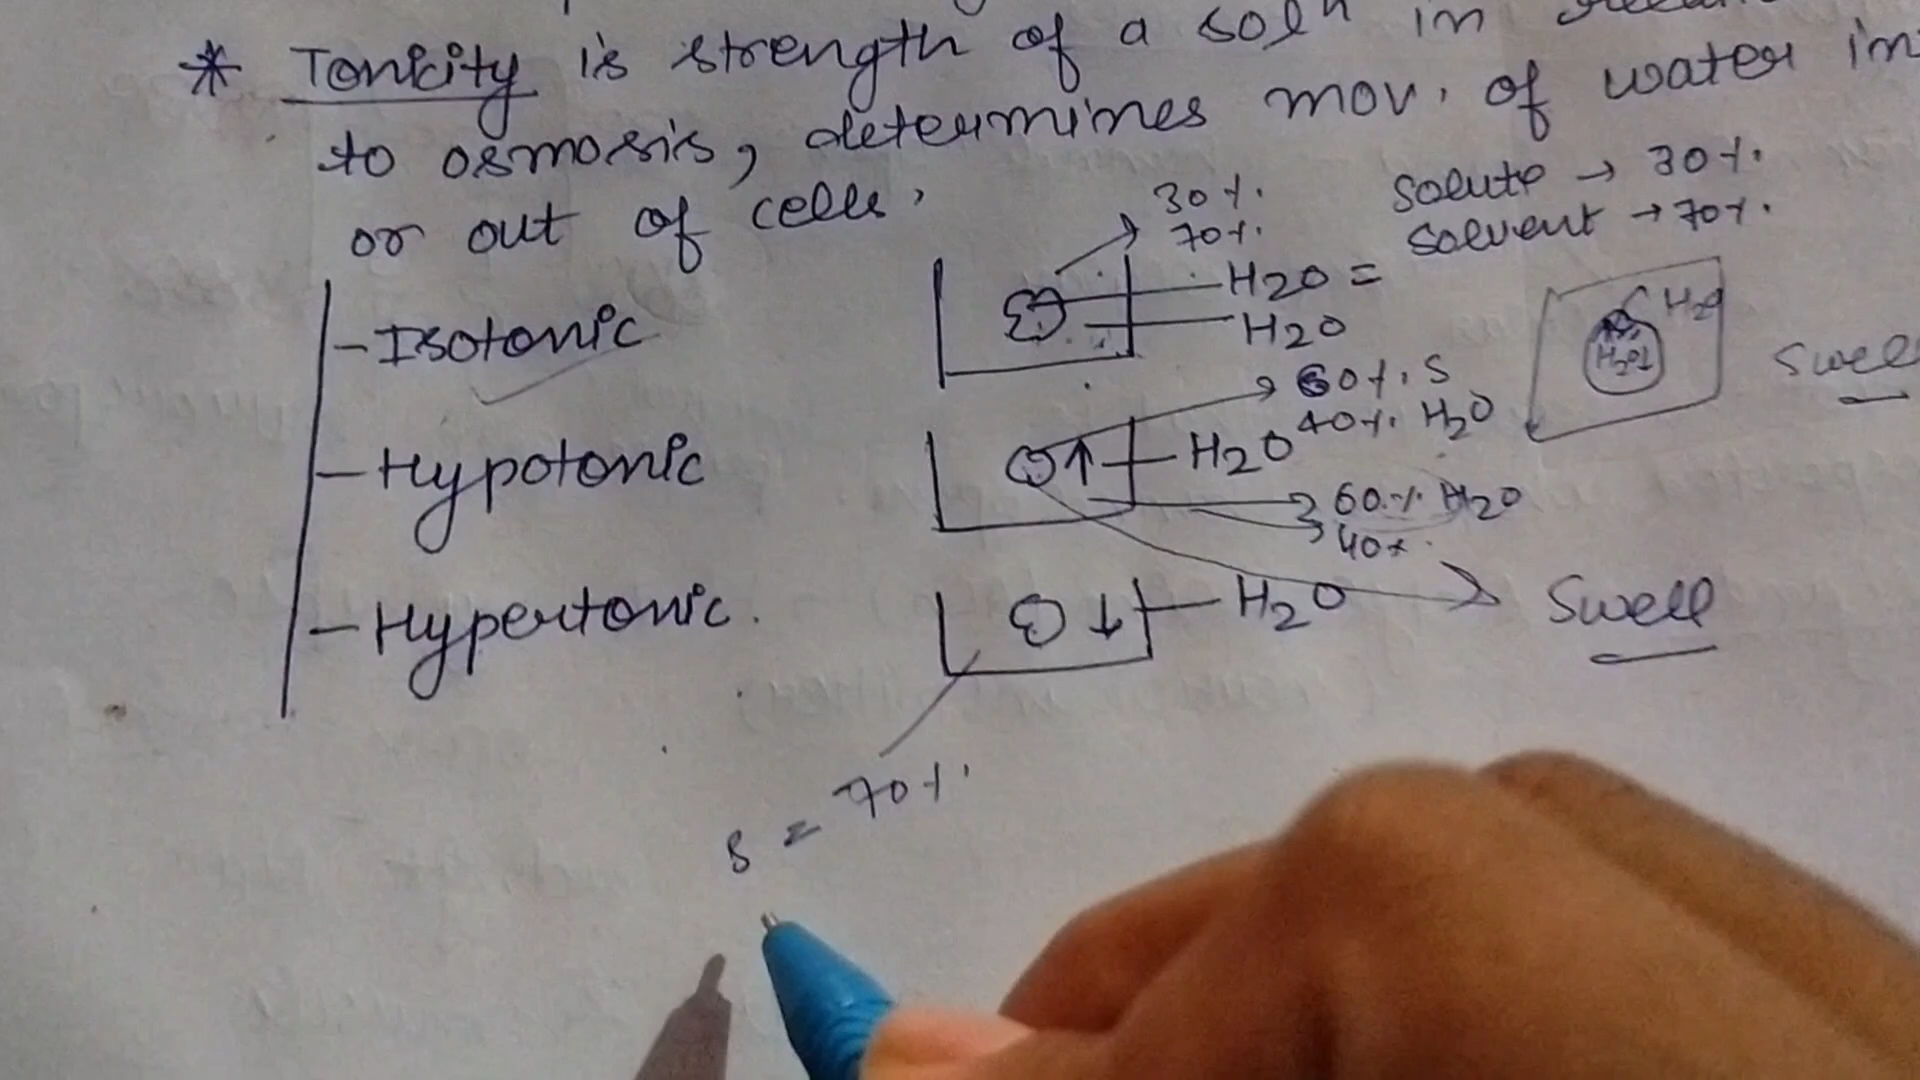 * Tonicity is strength of a solⁿ in
to osmosis, determines mov. of water in
or out of cells.
30%.
70%.
Solute → 30%.
Solvent → 70%.
- Isotonic
H2O =
H2O
H2O
H2O↓
Swell
60%. S
40%. H2O
- Hypotonic
↑
H2O
60.% H2O
40%
- Hypertonic.
↓
H2O
Swell
S = 70%.